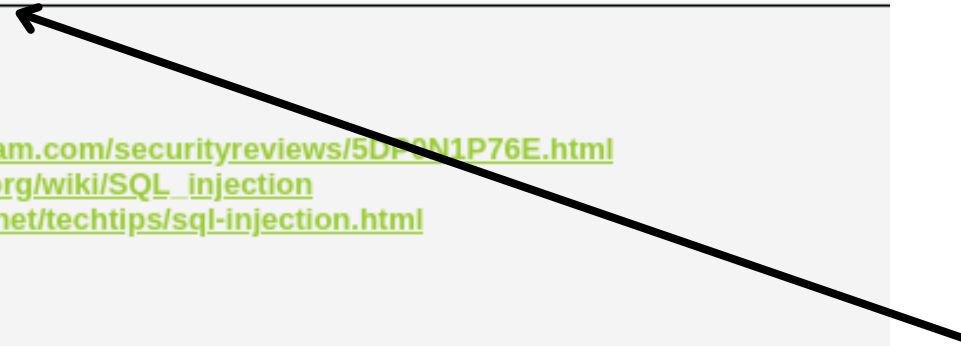 am.com/securityreviews/5DP0N1P76E.html
org/wiki/SQL_injection
net/techtips/sql-injection.html